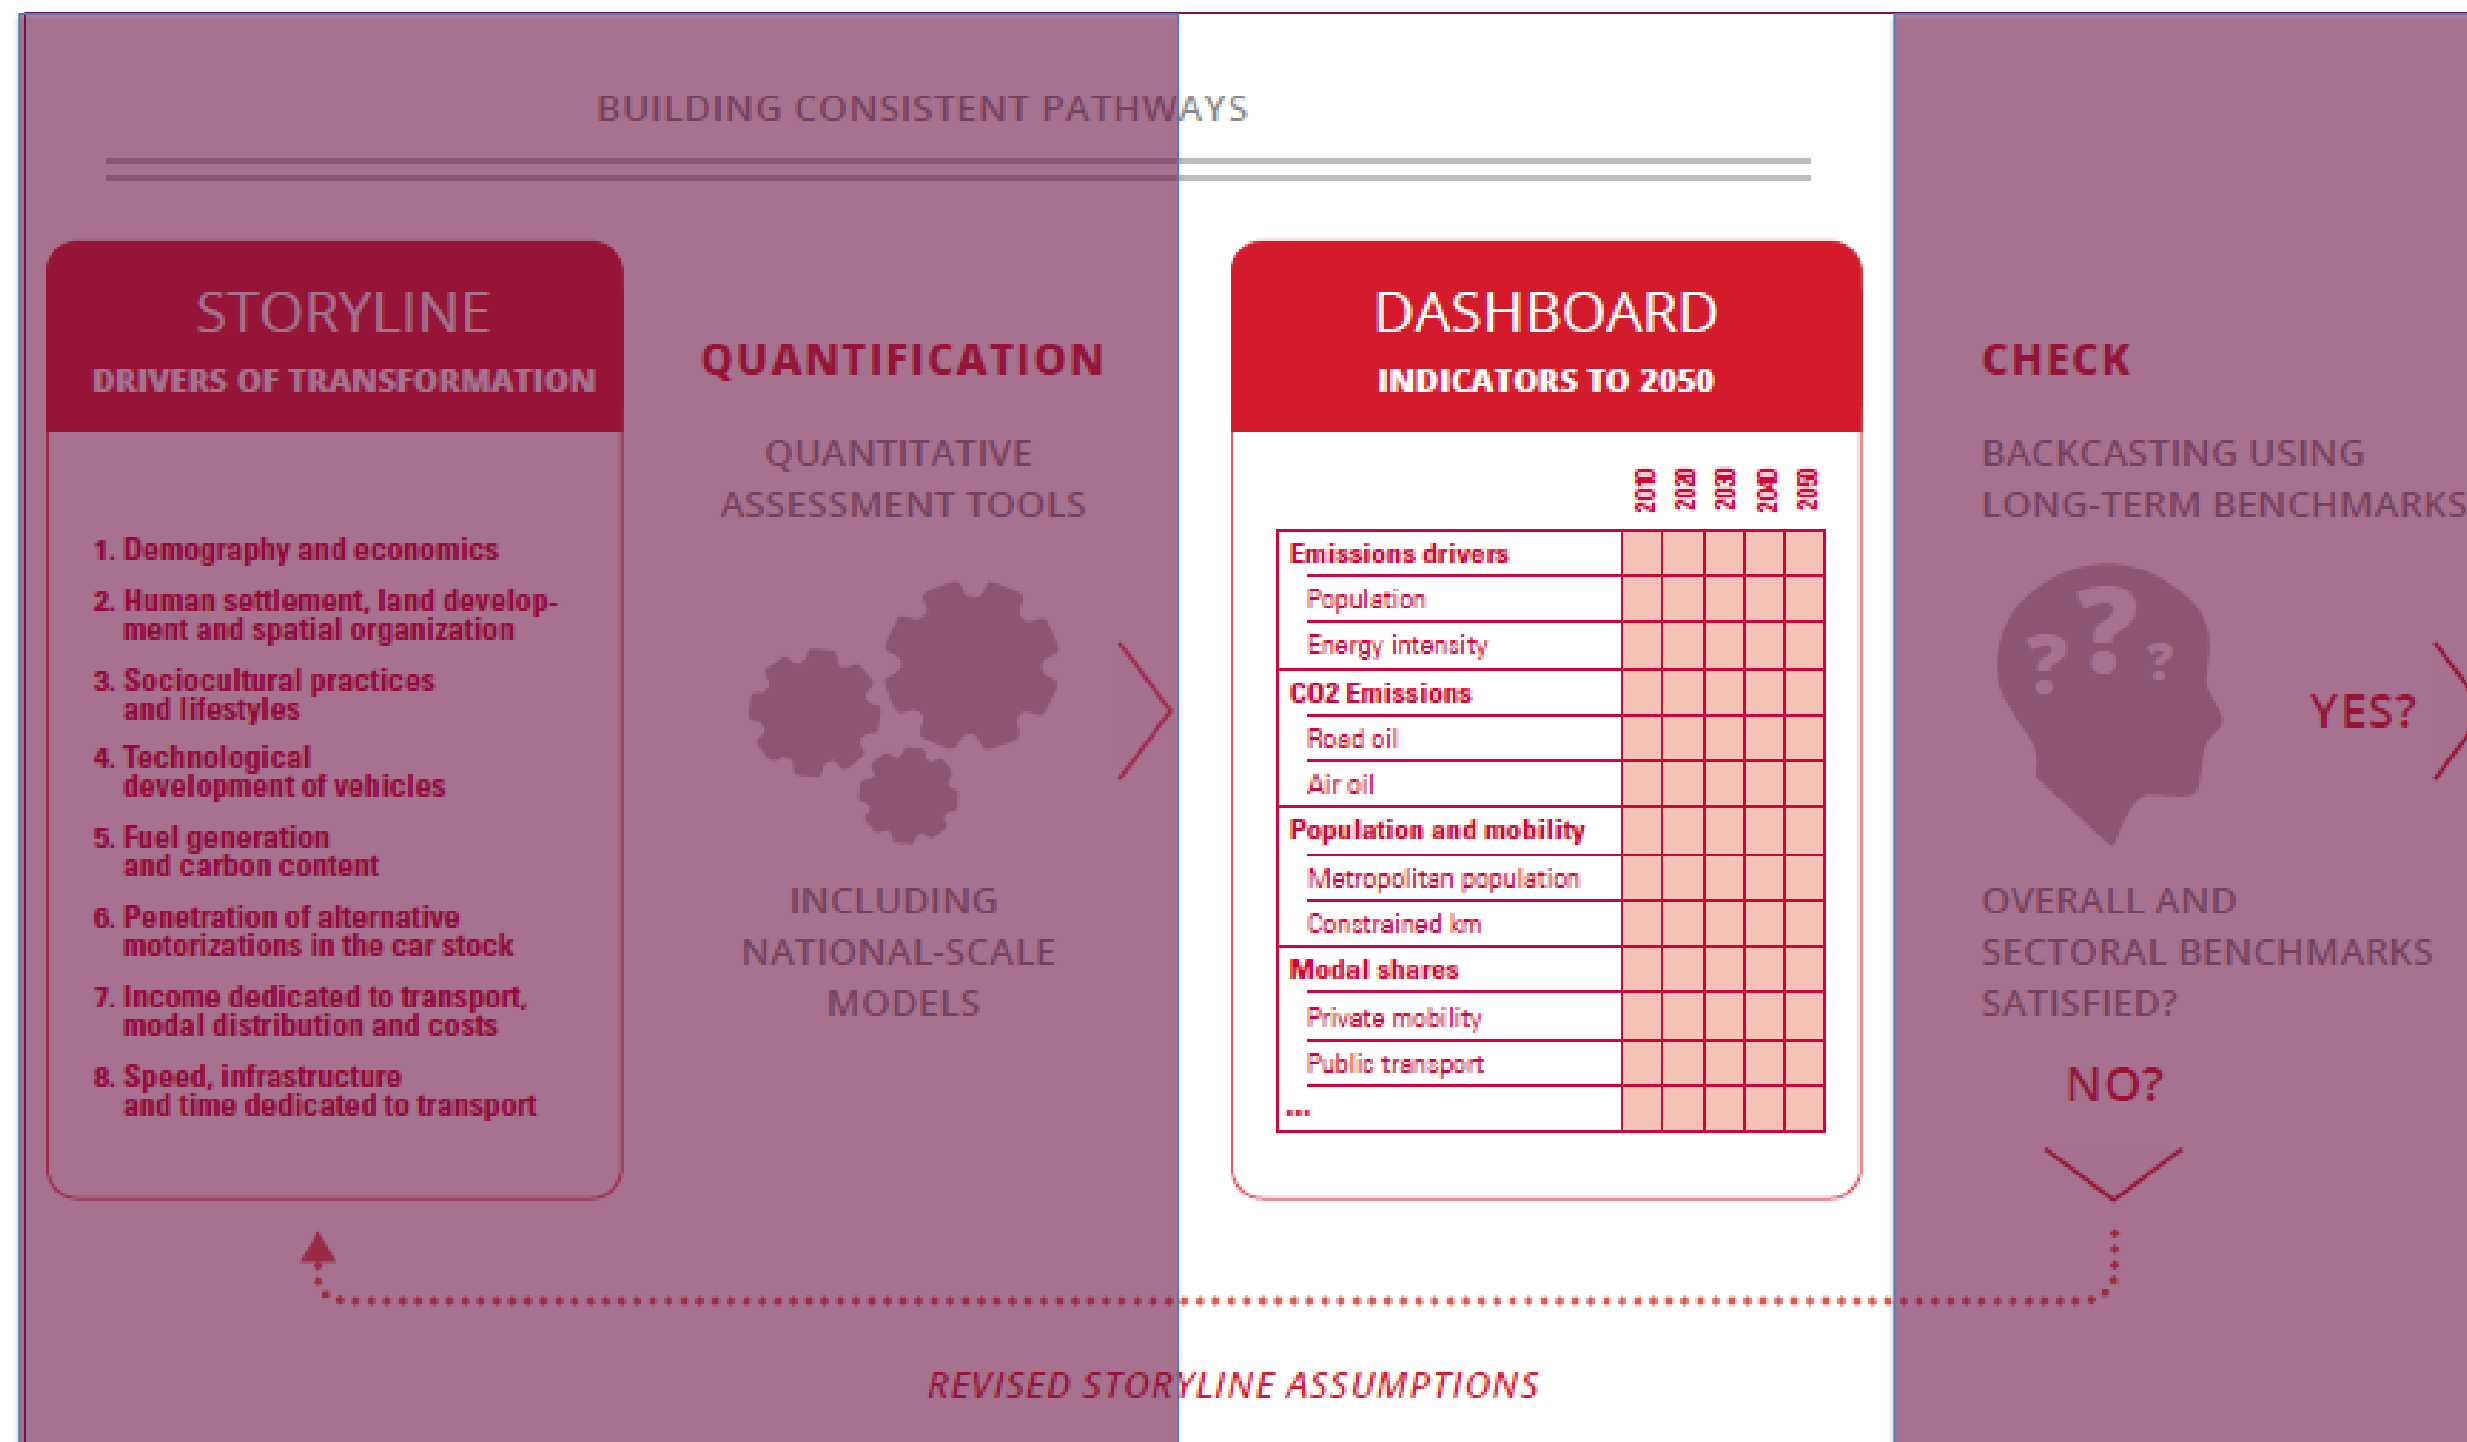 BUILDING CONSISTENT PATHWAYS
STORYLINE
DRIVERS OF TRANSFORMATION
1. Demography and economics
2. Human settlement, land develop-
ment and spatial organization
3. Sociocultural practices
and lifestyles
4. Technological
development of vehicles
5. Fuel generation
and carbon content
6. Penetration of alternative
motorizations in the car stock
7. Income dedicated to transport,
modal distribution and costs
8. Speed, infrastructure
and time dedicated to transport
QUANTIFICATION
QUANTITATIVE
ASSESSMENT TOOLS
INCLUDING
NATIONAL-SCALE
MODELS
DASHBOARD
INDICATORS TO 2050
2010 2020 2030 2040 2050
Emissions drivers
Population
Energy intensity
CO2 Emissions
Road oil
Air oil
Population and mobility
Metropolitan population
Constrained km
Modal shares
Private mobility
Public transport
...
CHECK
BACKCASTING USING
LONG-TERM BENCHMARKS
? ? ?
YES?
OVERALL AND
SECTORAL BENCHMARKS
SATISFIED?
NO?
REVISED STORYLINE ASSUMPTIONS